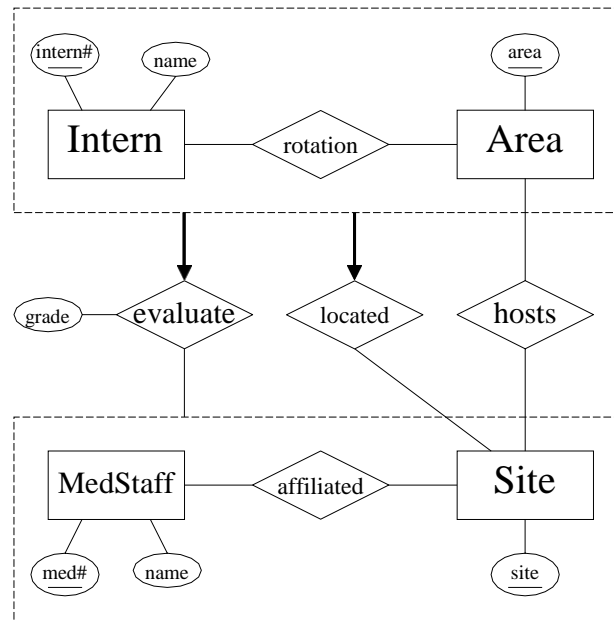 intern#
name
area
Intern
rotation
Area
grade
evaluate
located
hosts
MedStaff
affiliated
Site
med#
name
site